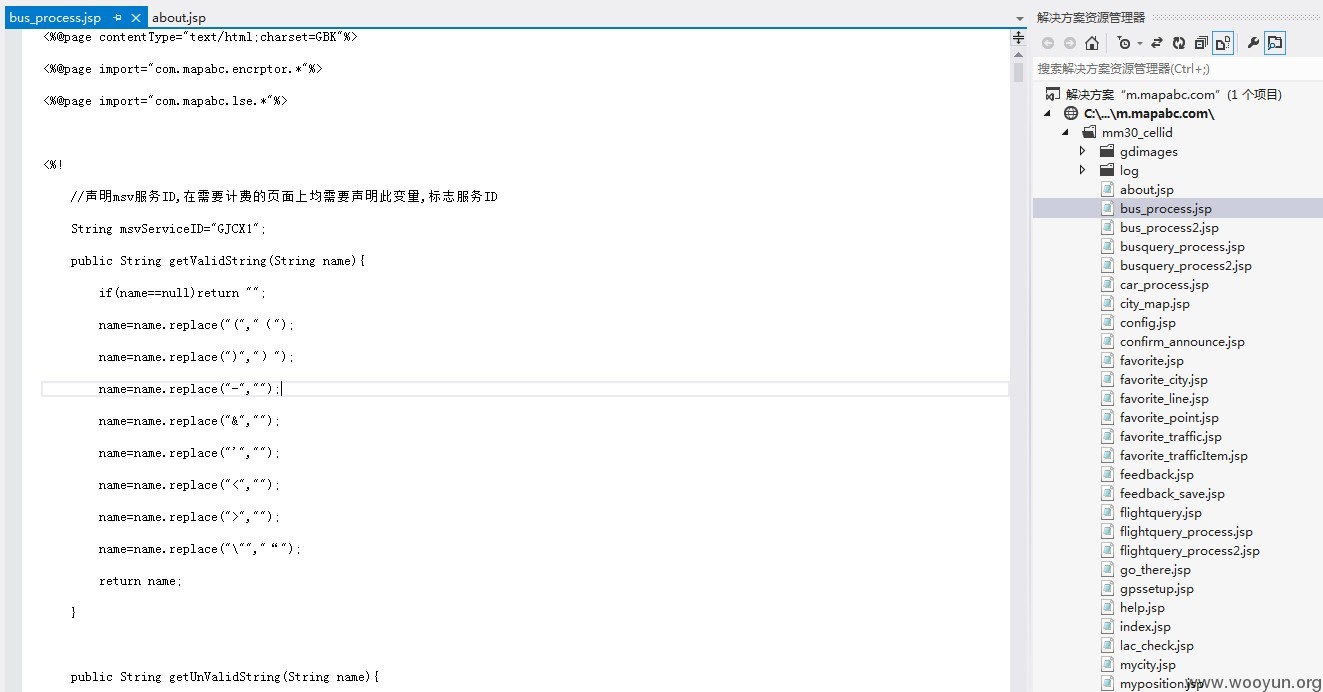 bus_process.jsp
about.jsp
<%@page contentType="text/html;charset=GBK"%>
<%@page import="com.mapabc.encrptor.*"%>
<%@page import="com.mapabc.lse.*"%>
<%!
//声明msv服务ID,在需要计费的页面上均需要声明此变量,标志服务ID
String msvServiceID="GJCX1";
public String getValidString(String name){
if(name==null)return "";
name=name.replace("("," (");
name=name.replace(")",") ");
name=name.replace("-","");
name=name.replace("&","");
name=name.replace("'","");
name=name.replace("<","");
name=name.replace(">","");
name=name.replace("\""," “");
return name;
}
public String getUnValidString(String name){
解决方案资源管理器
搜索解决方案资源管理器(Ctrl+;)
解决方案 “m.mapabc.com” (1 个项目)
C:\...\m.mapabc.com\
mm30_cellid
gdimages
log
about.jsp
bus_process.jsp
bus_process2.jsp
busquery_process.jsp
busquery_process2.jsp
car_process.jsp
city_map.jsp
config.jsp
confirm_announce.jsp
favorite.jsp
favorite_city.jsp
favorite_line.jsp
favorite_point.jsp
favorite_traffic.jsp
favorite_trafficItem.jsp
feedback.jsp
feedback_save.jsp
flightquery.jsp
flightquery_process.jsp
flightquery_process2.jsp
go_there.jsp
gpssetup.jsp
help.jsp
index.jsp
lac_check.jsp
mycity.jsp
myposition.jsp
www.wooyun.org